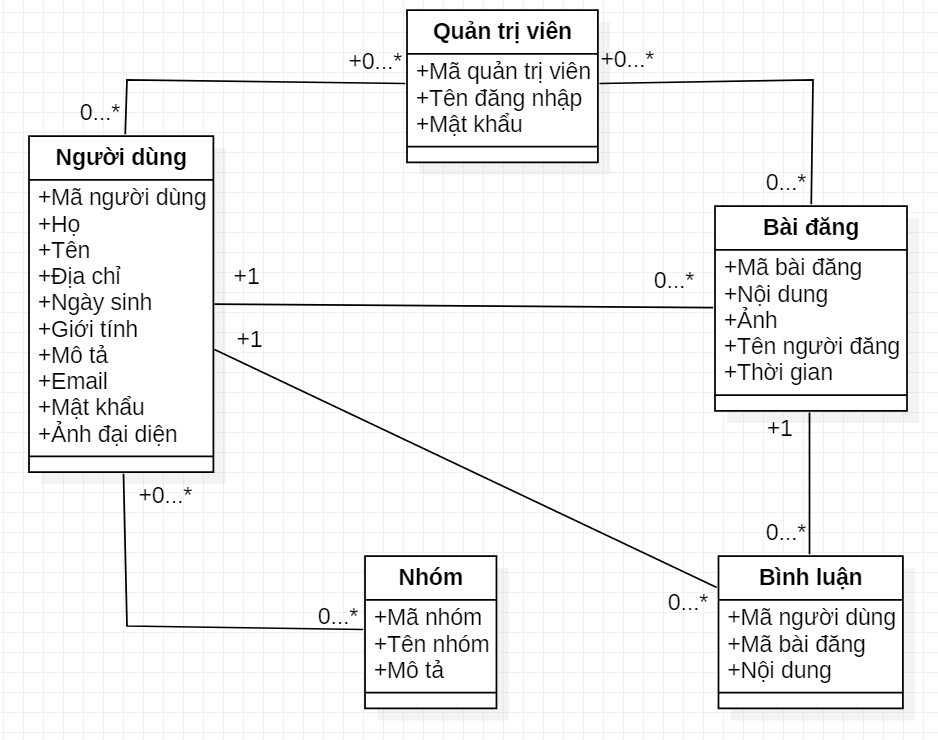 Quản trị viên
+Mã quản trị viên
+Tên đăng nhập
+Mật khẩu
+0...*
+0...*
0...*
0...*
Người dùng
+Mã người dùng
+Họ
+Tên
+Địa chỉ
+Ngày sinh
+Giới tính
+Mô tả
+Email
+Mật khẩu
+Ảnh đại diện
Bài đăng
+Mã bài đăng
+Nội dung
+Ảnh
+Tên người đăng
+Thời gian
+1
0...*
+1
+1
+0...*
0...*
0...*
0...*
Nhóm
+Mã nhóm
+Tên nhóm
+Mô tả
Bình luận
+Mã người dùng
+Mã bài đăng
+Nội dung